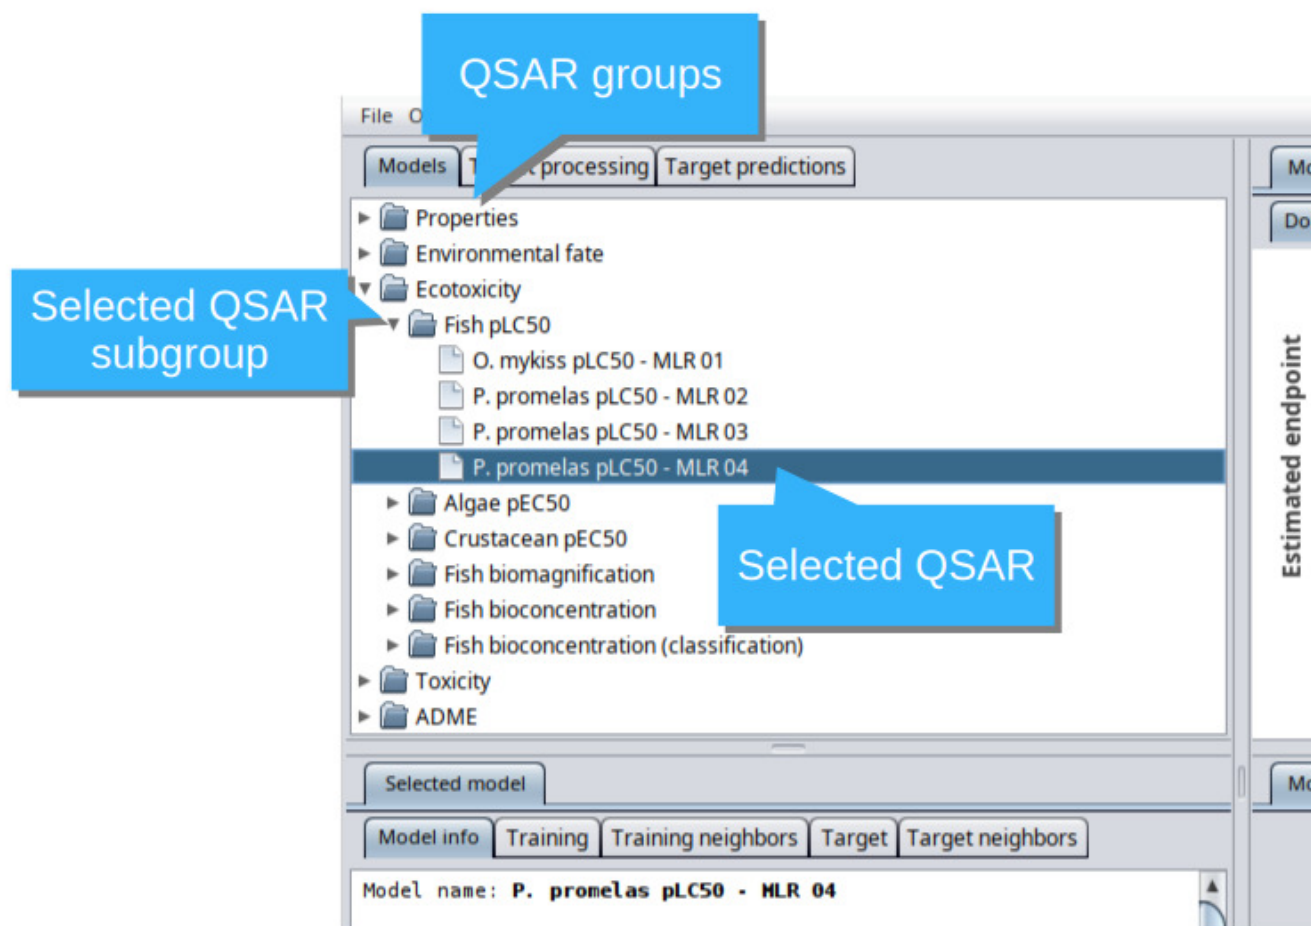 QSAR groups
File
Models
processing
Target predictions
Properties
Environmental fate
Selected QSAR
subgroup
Ecotoxicity
Fish pLC50
O. mykiss pLC50 - MLR 01
P. promelas pLC50 - MLR 02
P. promelas pLC50 - MLR 03
P. promelas pLC50 - MLR 04
Algae pEC50
Crustacean pEC50
Selected QSAR
Fish biomagnification
Fish bioconcentration
Fish bioconcentration (classification)
Toxicity
ADME
Estimated endpoint
Selected model
Model info
Training
Training neighbors
Target
Target neighbors
Model name: P. promelas pLC50 - MLR 04